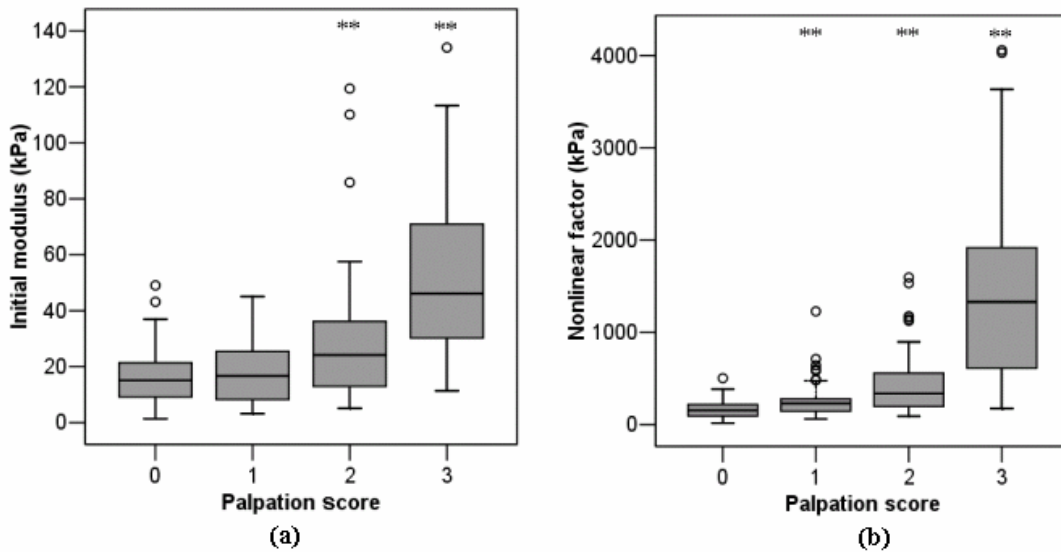 Initial modulus (kPa)
140
120
100
80
60
40
20
0
** **
0 1 2 3
Palpation score
(a)
Nonlinear factor (kPa)
4000
3000
2000
1000
0
** ** **
0 1 2 3
Palpation score
(b)